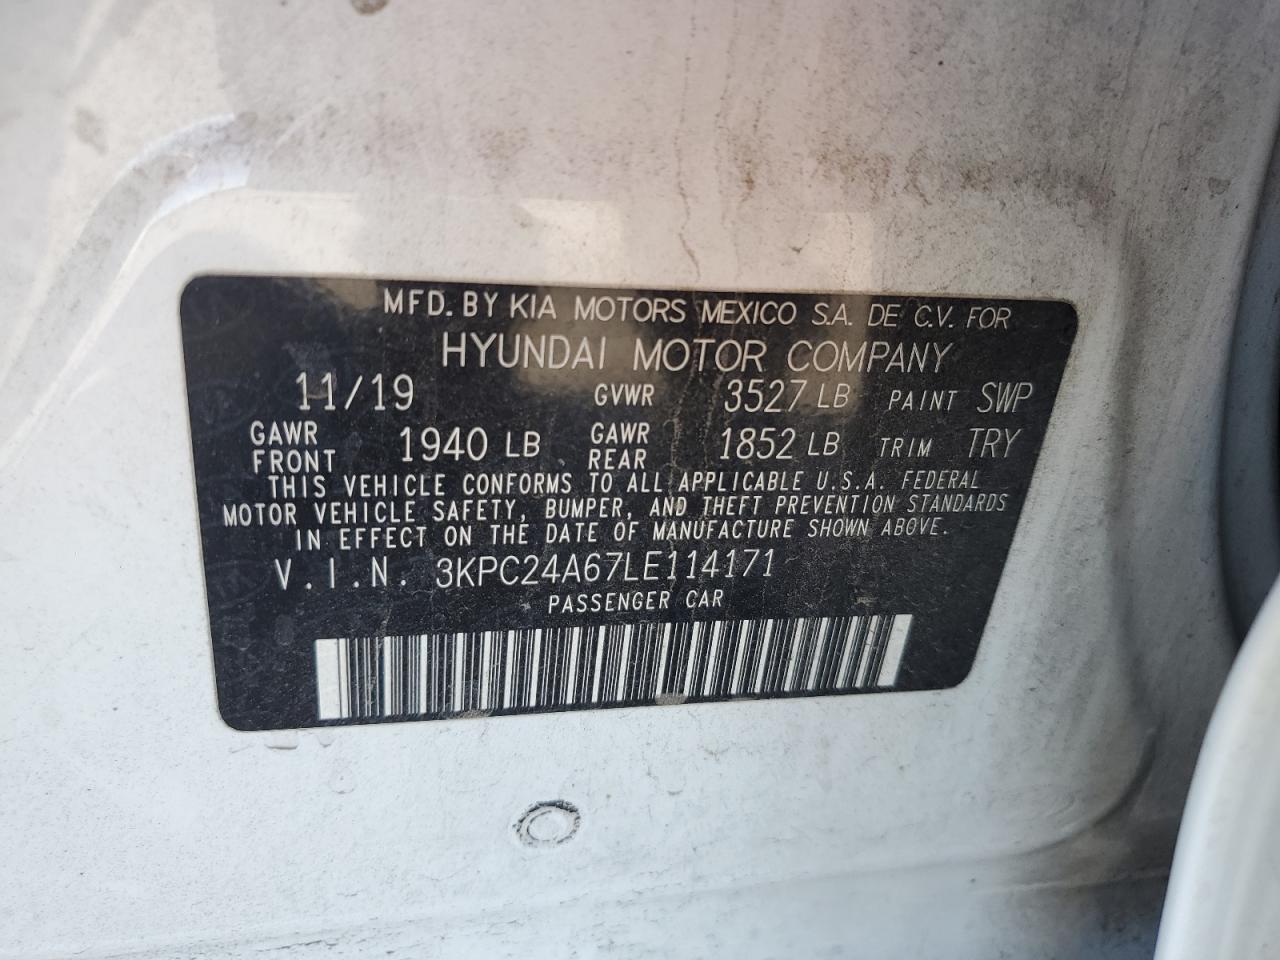 MFD. BY KIA MOTORS MEXICO S.A. DE C.V. FOR
HYUNDAI MOTOR COMPANY
11/19 GVWR 3527 LB PAINT SWP
GAWR FRONT 1940 LB GAWR REAR 1852 LB TRIM TRY
THIS VEHICLE CONFORMS TO ALL APPLICABLE U.S.A. FEDERAL
MOTOR VEHICLE SAFETY, BUMPER, AND THEFT PREVENTION STANDARDS
IN EFFECT ON THE DATE OF MANUFACTURE SHOWN ABOVE.
V.I.N. 3KPC24A67LE114171
PASSENGER CAR